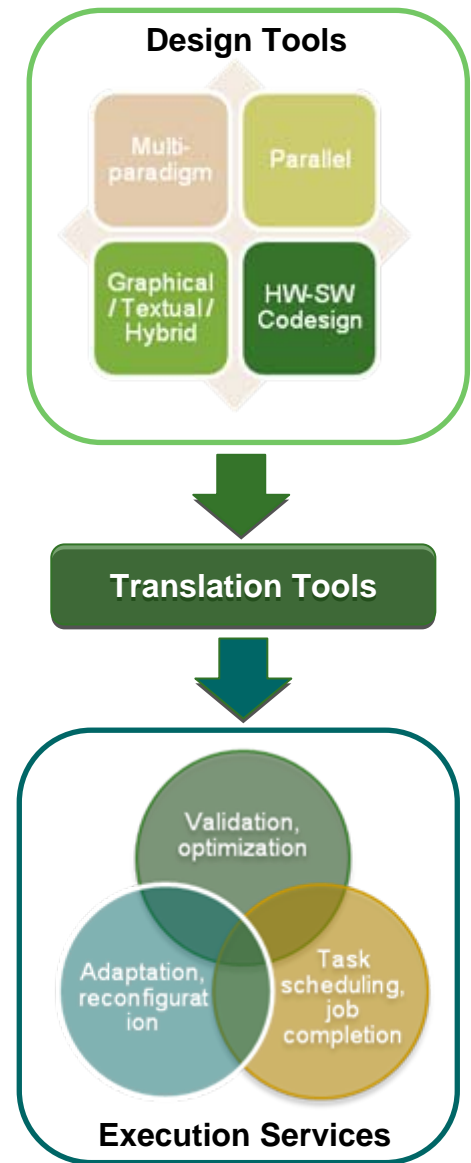 Design Tools
Multi-
paradigm
Parallel
Graphical
/ Textual /
Hybrid
HW-SW
Codesign
Translation Tools
Validation,
optimization
Adaptation,
reconfigurat
ion
Task
scheduling,
job
completion
Execution Services